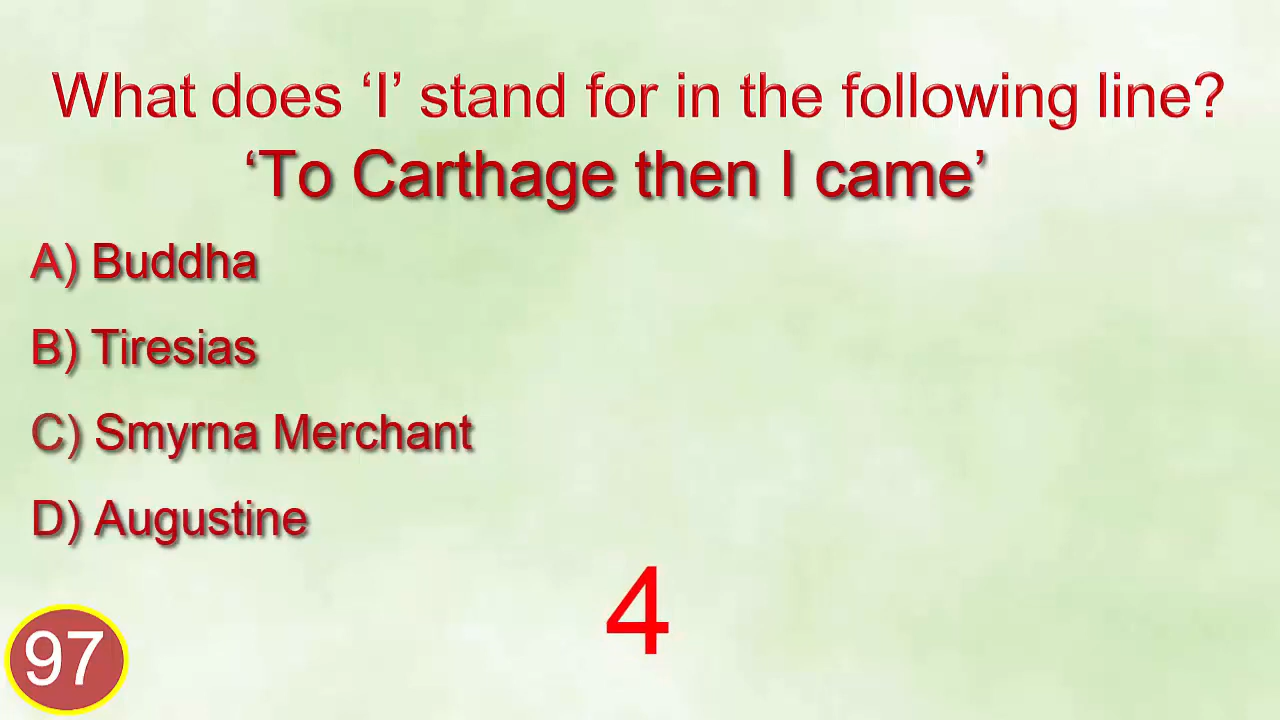 What does ‘I’ stand for in the following line?
‘To Carthage then I came’
A) Buddha
B) Tiresias
C) Smyrna Merchant
D) Augustine
4
97